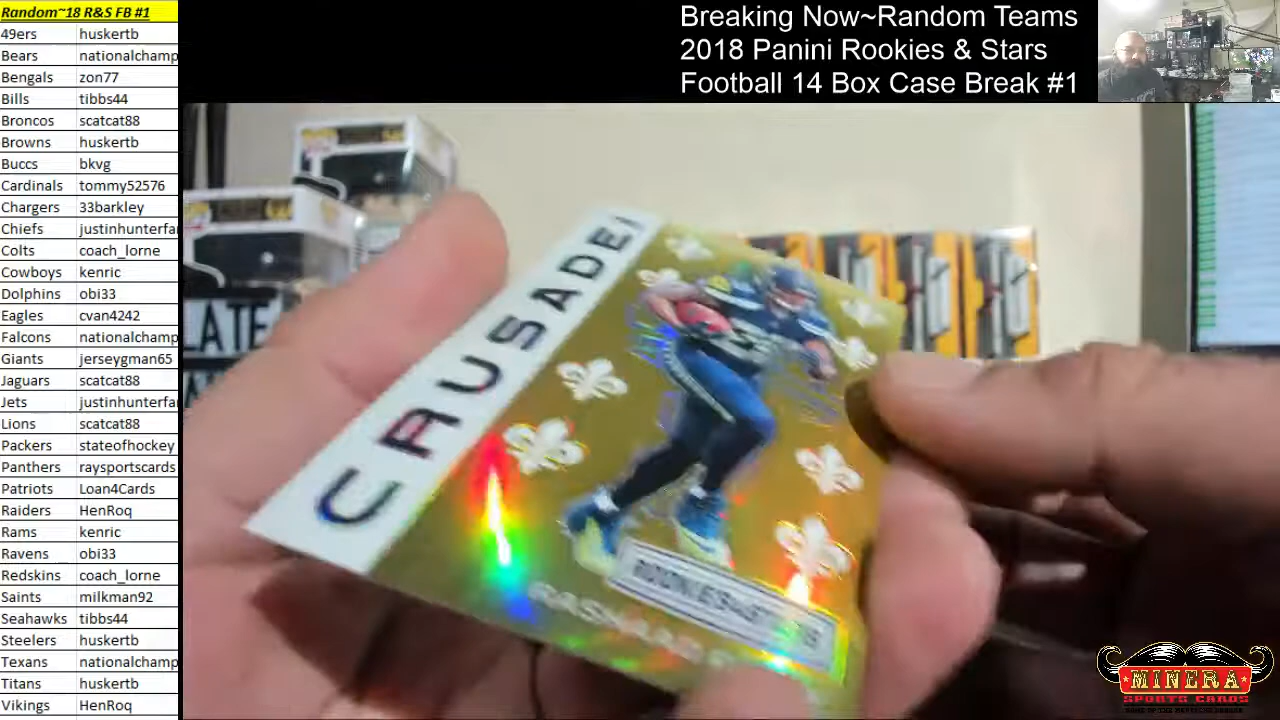 Random~18 R&S FB #1
49ers huskertb
Bears nationalchamp
Bengals zon77
Bills tibbs44
Broncos scatcat88
Browns huskertb
Buccs bkvg
Cardinals tommy52576
Chargers 33barkley
Chiefs justinhunterfa
Colts coach_lorne
Cowboys kenric
Dolphins obi33
Eagles cvan4242
Falcons nationalchamp
Giants jerseygman65
Jaguars scatcat88
Jets justinhunterfa
Lions scatcat88
Packers stateofhockey
Panthers raysportscards
Patriots Loan4Cards
Raiders HenRoq
Rams kenric
Ravens obi33
Redskins coach_lorne
Saints milkman92
Seahawks tibbs44
Steelers huskertb
Texans nationalchamp
Titans huskertb
Vikings HenRoq
Breaking Now~Random Teams
2018 Panini Rookies & Stars
Football 14 Box Case Break #1
CRUSADE
MINERA
SPORTS CARDS